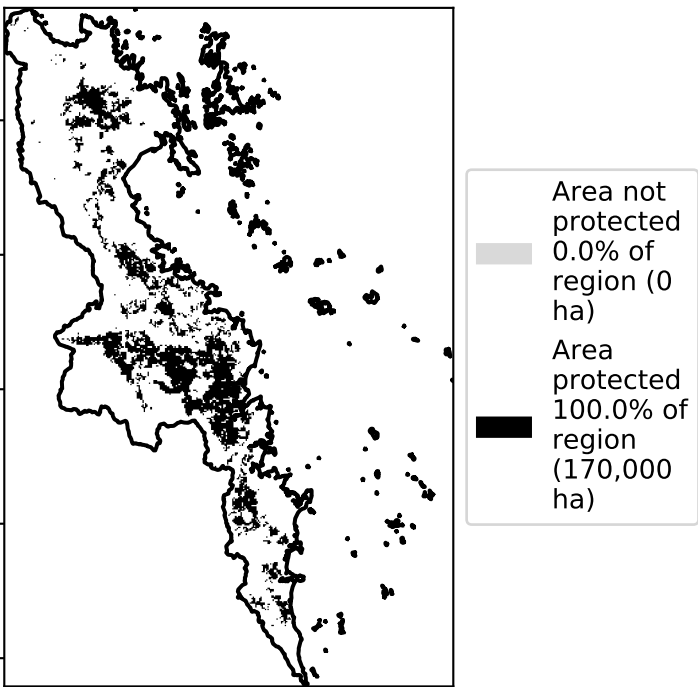 Area not
protected
0.0% of
region (0
ha)
Area
protected
100.0% of
region
(170,000
ha)